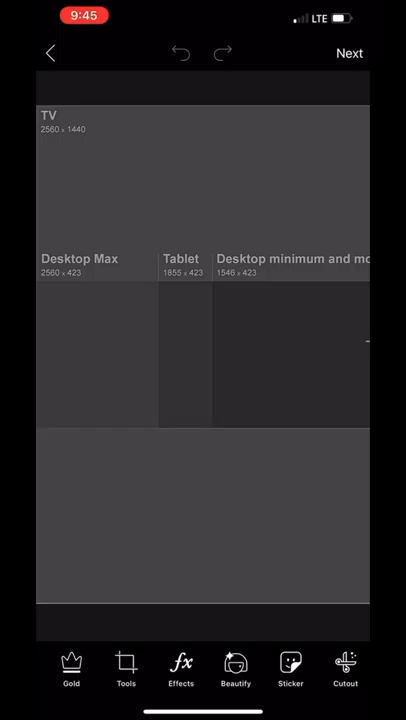 9:45
LTE
Next
TV
2560 x 1440
Desktop Max
Tablet
Desktop minimum and mo
2560 x 423
1855 x 423
1546 x 423
Gold
Tools
fx
Effects
Beautify
Sticker
Cutout